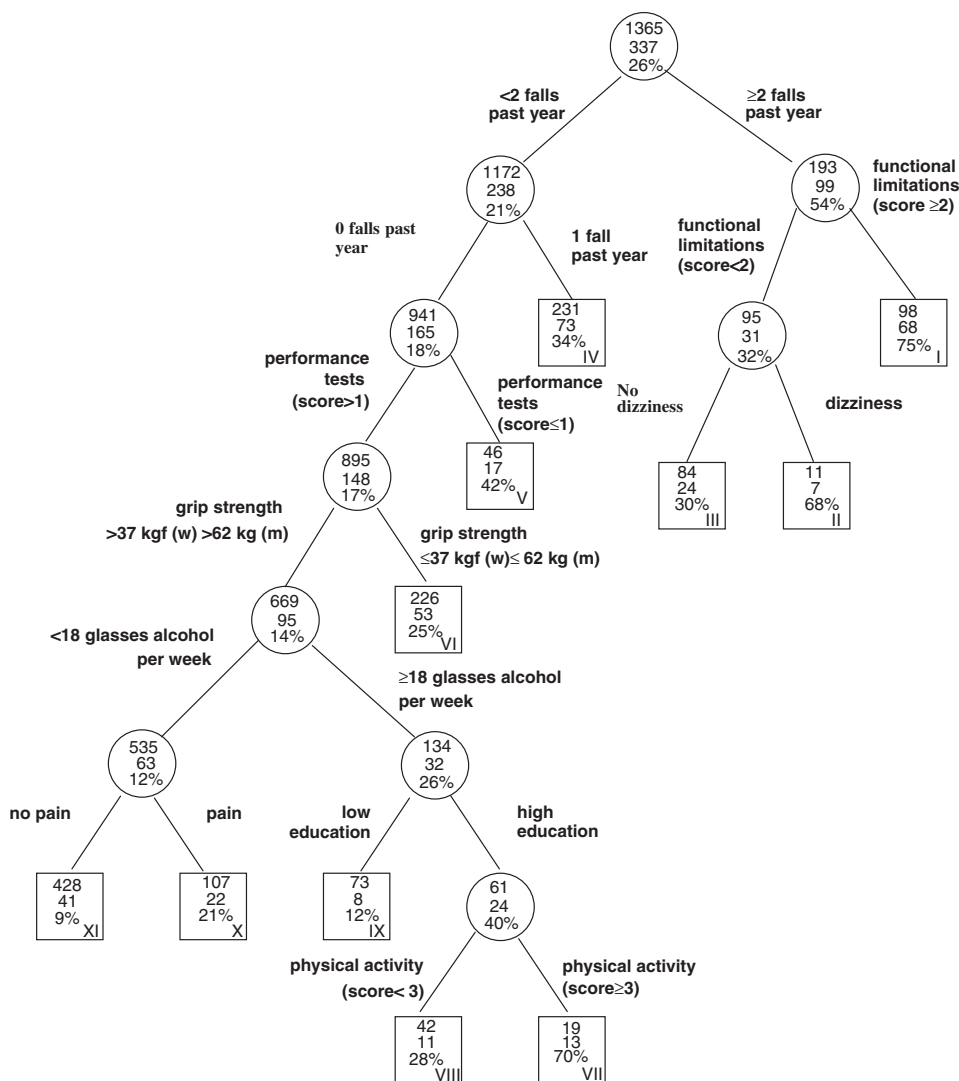 1365
337
26%
<2 falls
past year
≥2 falls
past year
1172
238
21%
193
99
54%
functional
limitations
(score ≥2)
0 falls past
year
1 fall
past year
functional
limitations
(score<2)
941
165
18%
231
73
34%
IV
95
31
32%
98
68
75%
I
performance
tests
(score>1)
performance
tests
(score≤1)
No
dizziness
dizziness
895
148
17%
46
17
42%
V
84
24
30%
III
11
7
68%
II
grip strength
>37 kgf (w) >62 kg (m)
grip strength
≤37 kgf (w)≤ 62 kg (m)
669
95
14%
226
53
25%
VI
<18 glasses alcohol
per week
≥18 glasses alcohol
per week
535
63
12%
134
32
26%
no pain
pain
low
education
high
education
428
41
9%
XI
107
22
21%
X
73
8
12%
IX
61
24
40%
physical activity
(score< 3)
physical activity
(score≥3)
42
11
28%
VIII
19
13
70%
VII